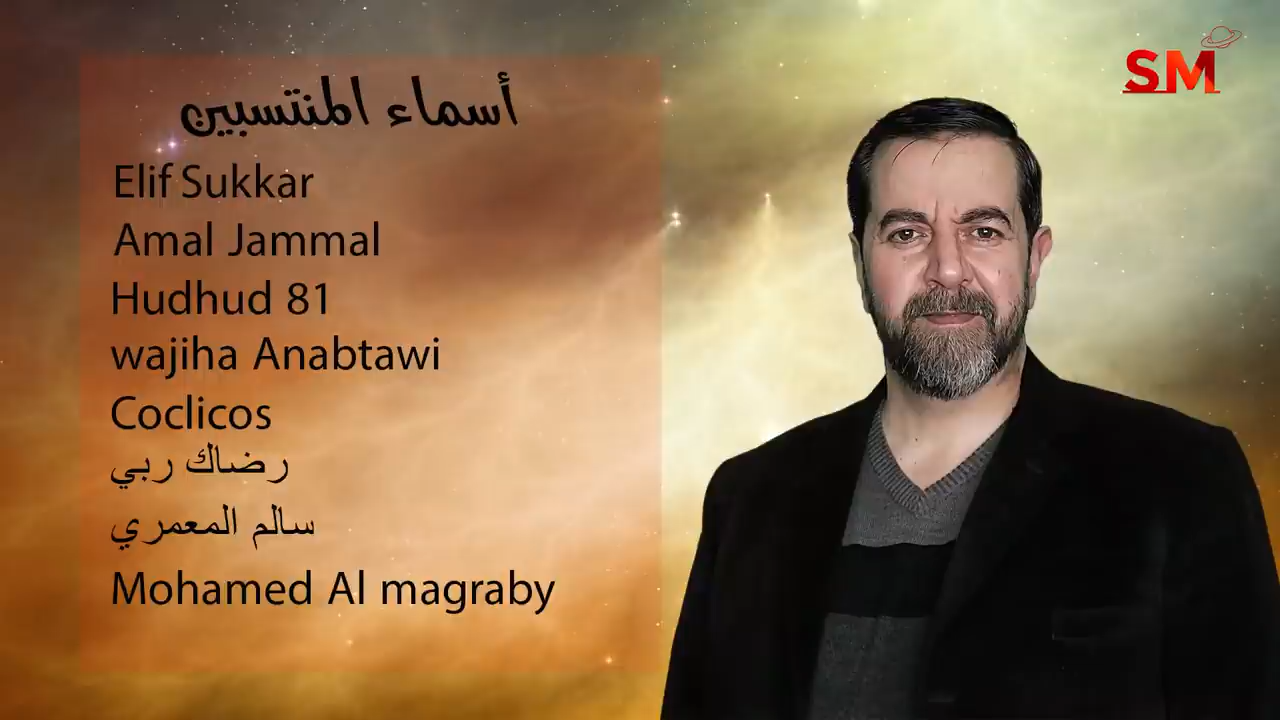 SM
أسماء المنتسبين
Elif Sukkar
Amal Jammal
Hudhud 81
wajiha Anabtawi
Coclicos
رضاك ربي
سالم المعمري
Mohamed Al magraby